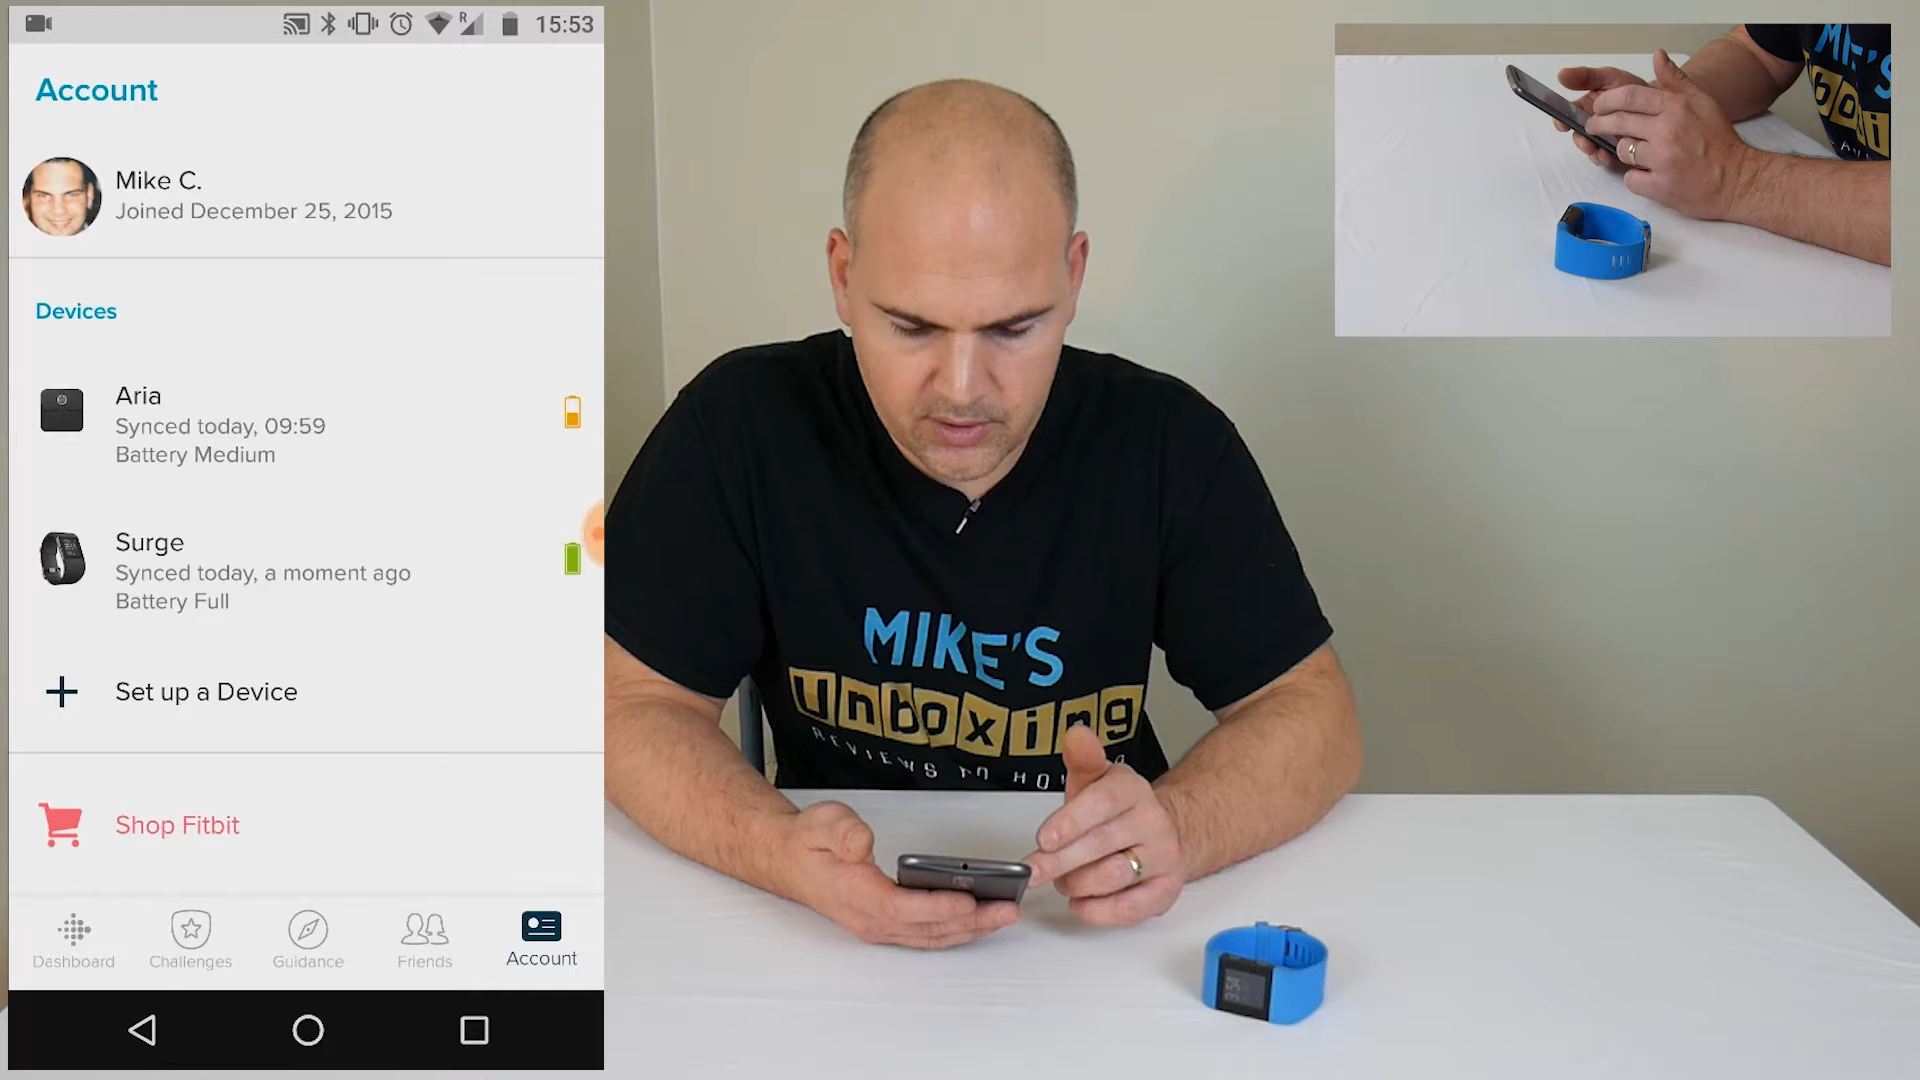 R 15:53
Account
Mike C.
Joined December 25, 2015
Devices
Aria
Synced today, 09:59
Battery Medium
Surge
Synced today, a moment ago
Battery Full
Set up a Device
Shop Fitbit
Dashboard
Challenges
Guidance
Friends
Account
MIKE'S
Unboxing
REVIEWS